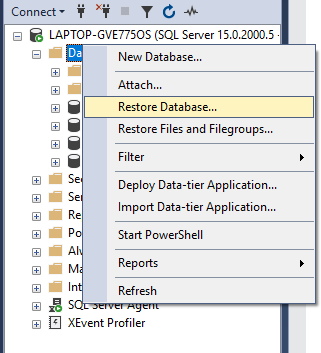 Connect
LAPTOP-GVE775OS (SQL Server 15.0.2000.5 -
Da
New Database...
Attach...
Restore Database...
Restore Files and Filegroups...
Filter
Deploy Data-tier Application...
Import Data-tier Application...
Start PowerShell
Reports
Refresh
Sec
Se
Re
Po
Alw
Ma
Int
SQL Server Agent
XEvent Profiler